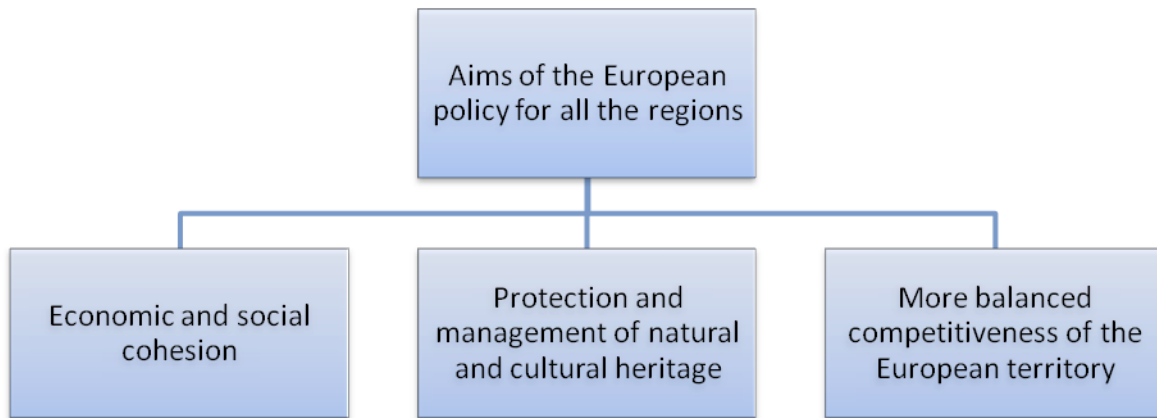 Aims of the European
policy for all the regions
Economic and social
cohesion
Protection and
management of natural
and cultural heritage
More balanced
competitiveness of the
European territory